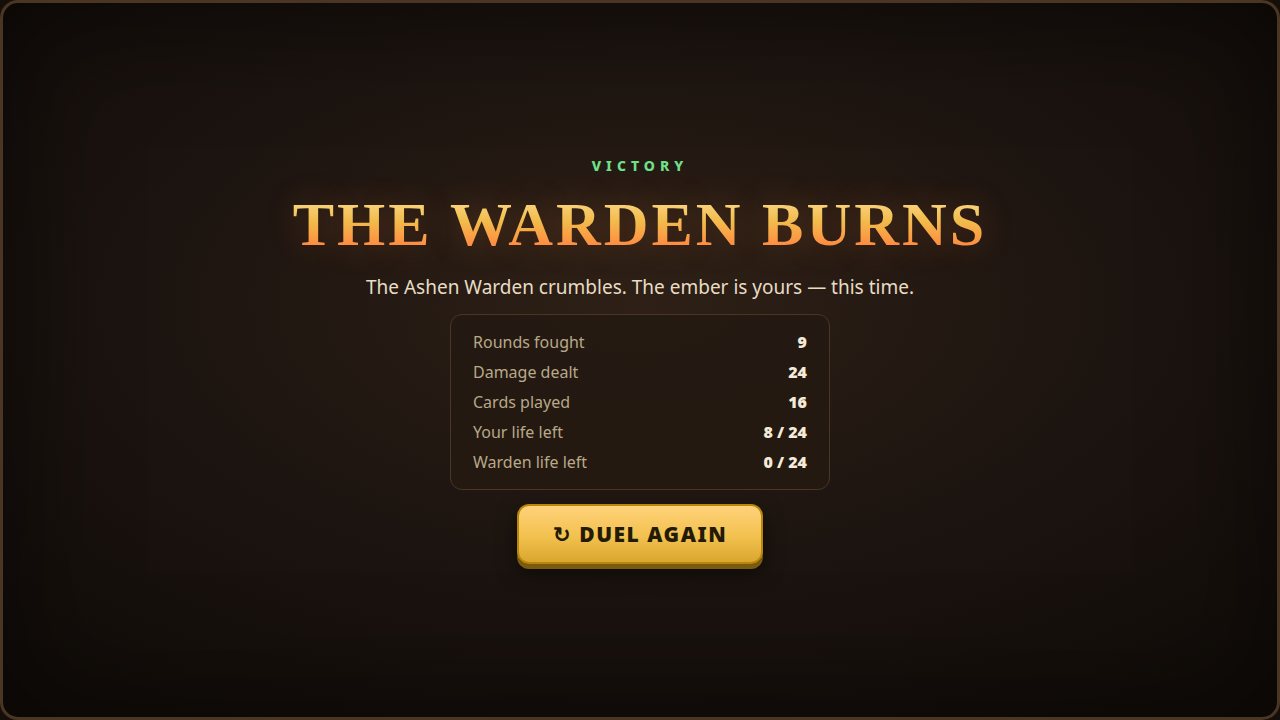 VICTORY
THE WARDEN BURNS
The Ashen Warden crumbles. The ember is yours — this time.
Rounds fought 9
Damage dealt 24
Cards played 16
Your life left 8 / 24
Warden life left 0 / 24
↻ DUEL AGAIN